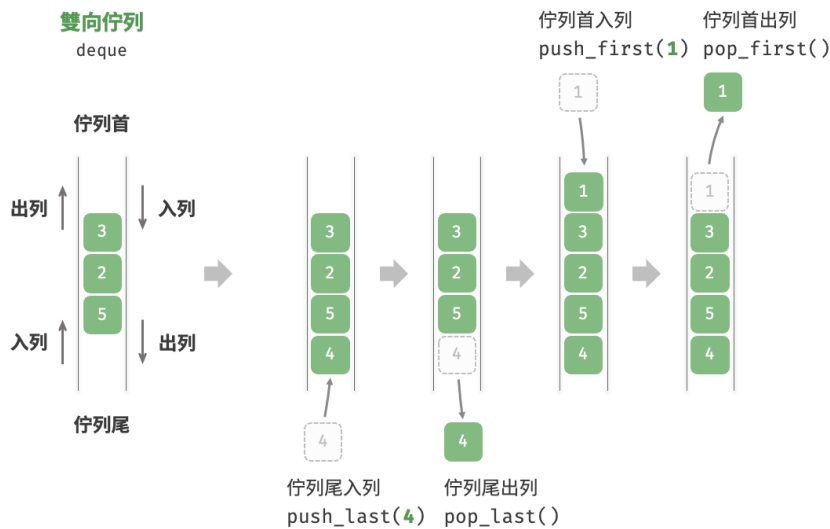 雙向佇列
deque
佇列首
出列
入列
3
2
5
入列
出列
佇列尾
3
2
5
4
4
佇列尾入列
push_last(4)
3
2
5
4
4
佇列尾出列
pop_last()
佇列首入列
push_first(1)
1
1
3
2
5
4
佇列首出列
pop_first()
1
1
3
2
5
4